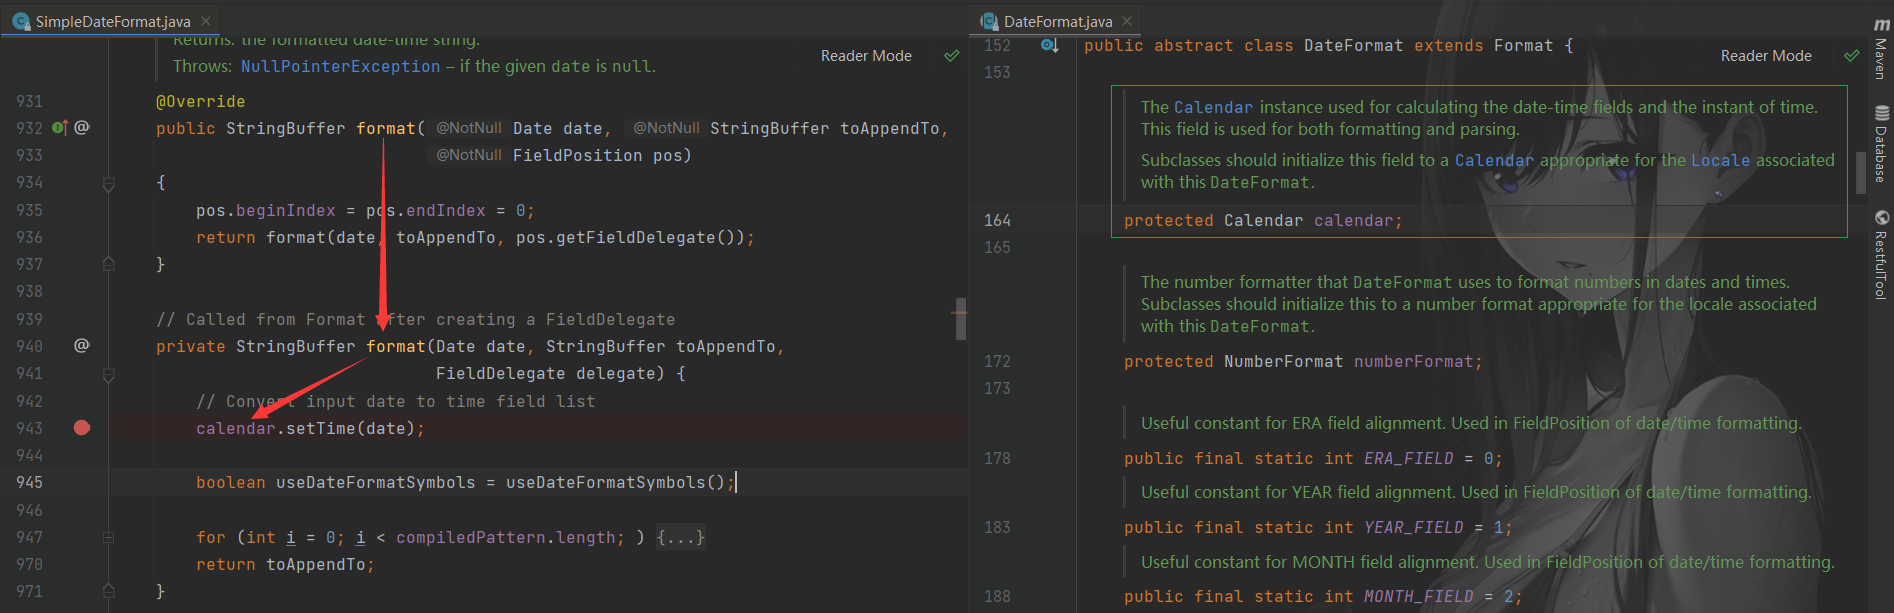 SimpleDateFormat.java
Returns: the formatted date-time string.
Throws: NullPointerException – if the given date is null.
Reader Mode
931 @Override
932 @ public StringBuffer format( @NotNull Date date, @NotNull StringBuffer toAppendTo,
933 @NotNull FieldPosition pos)
934 {
935 pos.beginIndex = pos.endIndex = 0;
936 return format(date, toAppendTo, pos.getFieldDelegate());
937 }
938
939 // Called from Format after creating a FieldDelegate
940 @ private StringBuffer format(Date date, StringBuffer toAppendTo,
941 FieldDelegate delegate) {
942 // Convert input date to time field list
943 calendar.setTime(date);
944
945 boolean useDateFormatSymbols = useDateFormatSymbols();
946
947 for (int i = 0; i < compiledPattern.length; ) {...}
970 return toAppendTo;
971 }
DateFormat.java
152 public abstract class DateFormat extends Format {
153
Reader Mode
The Calendar instance used for calculating the date-time fields and the instant of time.
This field is used for both formatting and parsing.
Subclasses should initialize this field to a Calendar appropriate for the Locale associated
with this DateFormat.
164 protected Calendar calendar;
165
The number formatter that DateFormat uses to format numbers in dates and times.
Subclasses should initialize this to a number format appropriate for the locale associated
with this DateFormat.
172 protected NumberFormat numberFormat;
173
Useful constant for ERA field alignment. Used in FieldPosition of date/time formatting.
178 public final static int ERA_FIELD = 0;
Useful constant for YEAR field alignment. Used in FieldPosition of date/time formatting.
183 public final static int YEAR_FIELD = 1;
Useful constant for MONTH field alignment. Used in FieldPosition of date/time formatting.
188 public final static int MONTH_FIELD = 2;
m
Maven
Database
RestfulTool